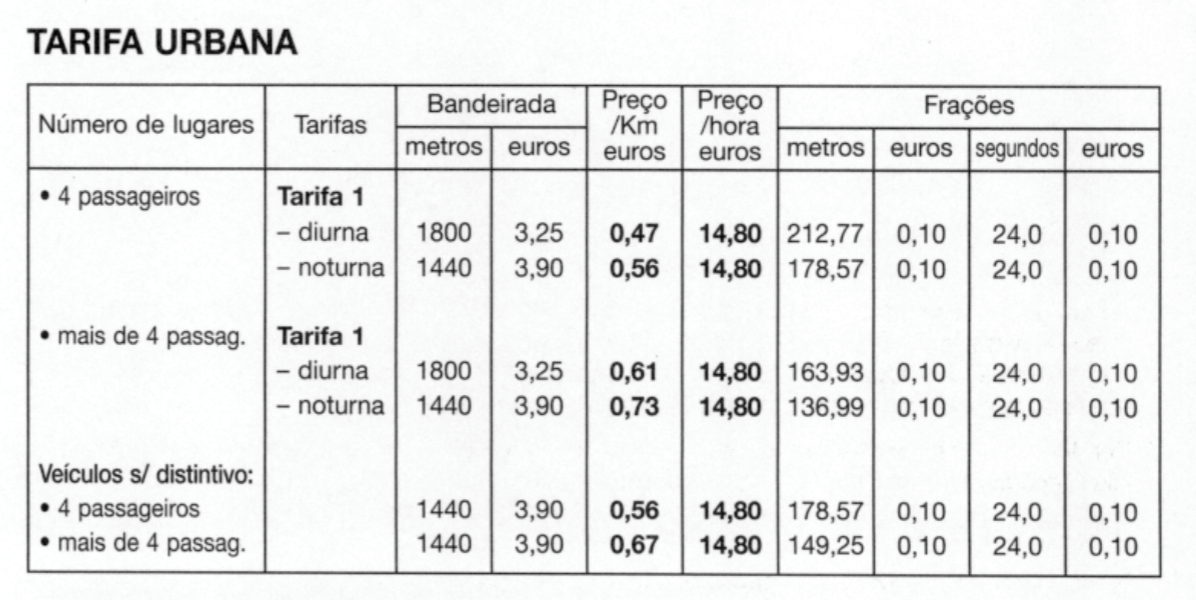 TARIFA URBANA
Número de lugares Tarifas Bandeirada Preço /Km euros Preço /hora euros Frações
metros euros metros euros segundos euros
• 4 passageiros Tarifa 1
– diurna 1800 3,25 0,47 14,80 212,77 0,10 24,0 0,10
– noturna 1440 3,90 0,56 14,80 178,57 0,10 24,0 0,10
• mais de 4 passag. Tarifa 1
– diurna 1800 3,25 0,61 14,80 163,93 0,10 24,0 0,10
– noturna 1440 3,90 0,73 14,80 136,99 0,10 24,0 0,10
Veículos s/ distintivo:
• 4 passageiros 1440 3,90 0,56 14,80 178,57 0,10 24,0 0,10
• mais de 4 passag. 1440 3,90 0,67 14,80 149,25 0,10 24,0 0,10